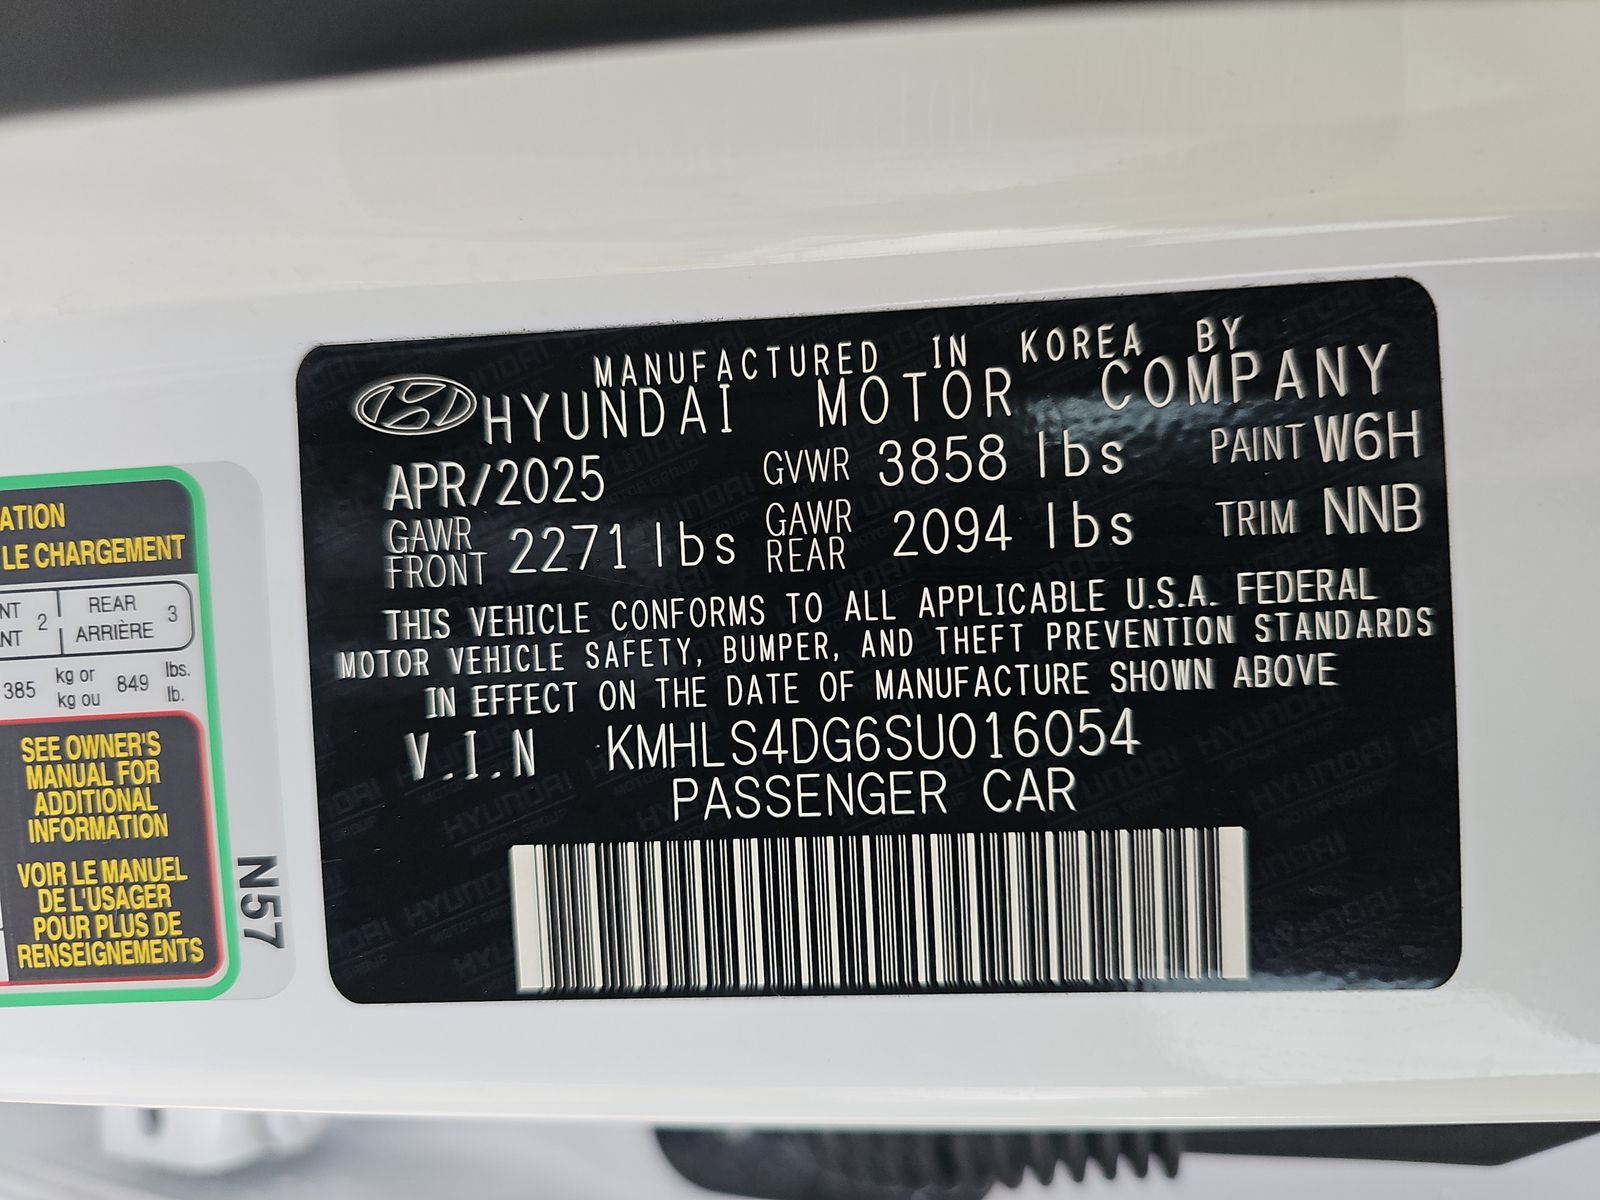 MANUFACTURED IN KOREA BY
HYUNDAI MOTOR COMPANY
APR/2025 GVWR 3858 lbs PAINT W6H
GAWR FRONT 2271 lbs GAWR REAR 2094 lbs TRIM NNB
THIS VEHICLE CONFORMS TO ALL APPLICABLE U.S.A. FEDERAL
MOTOR VEHICLE SAFETY, BUMPER, AND THEFT PREVENTION STANDARDS
IN EFFECT ON THE DATE OF MANUFACTURE SHOWN ABOVE
V.I.N KMHLS4DG6SU016054
PASSENGER CAR
ATION
LE CHARGEMENT
NT 2 REAR 3
NT ARRIÈRE
385 kg or 849 lbs.
kg ou lb.
SEE OWNER'S
MANUAL FOR
ADDITIONAL
INFORMATION
VOIR LE MANUEL
DE L'USAGER
POUR PLUS DE
RENSEIGNEMENTS
N57